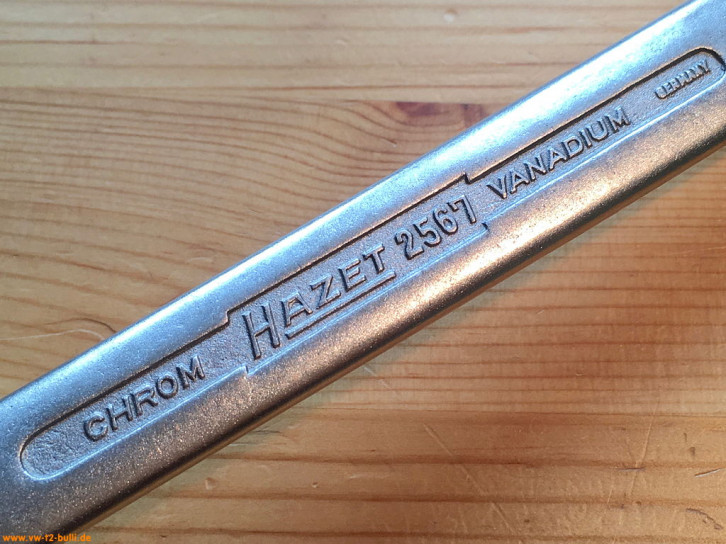 CHROM HAZET 2567 VANADIUM GERMANY
www.vw-t2-bulli.de